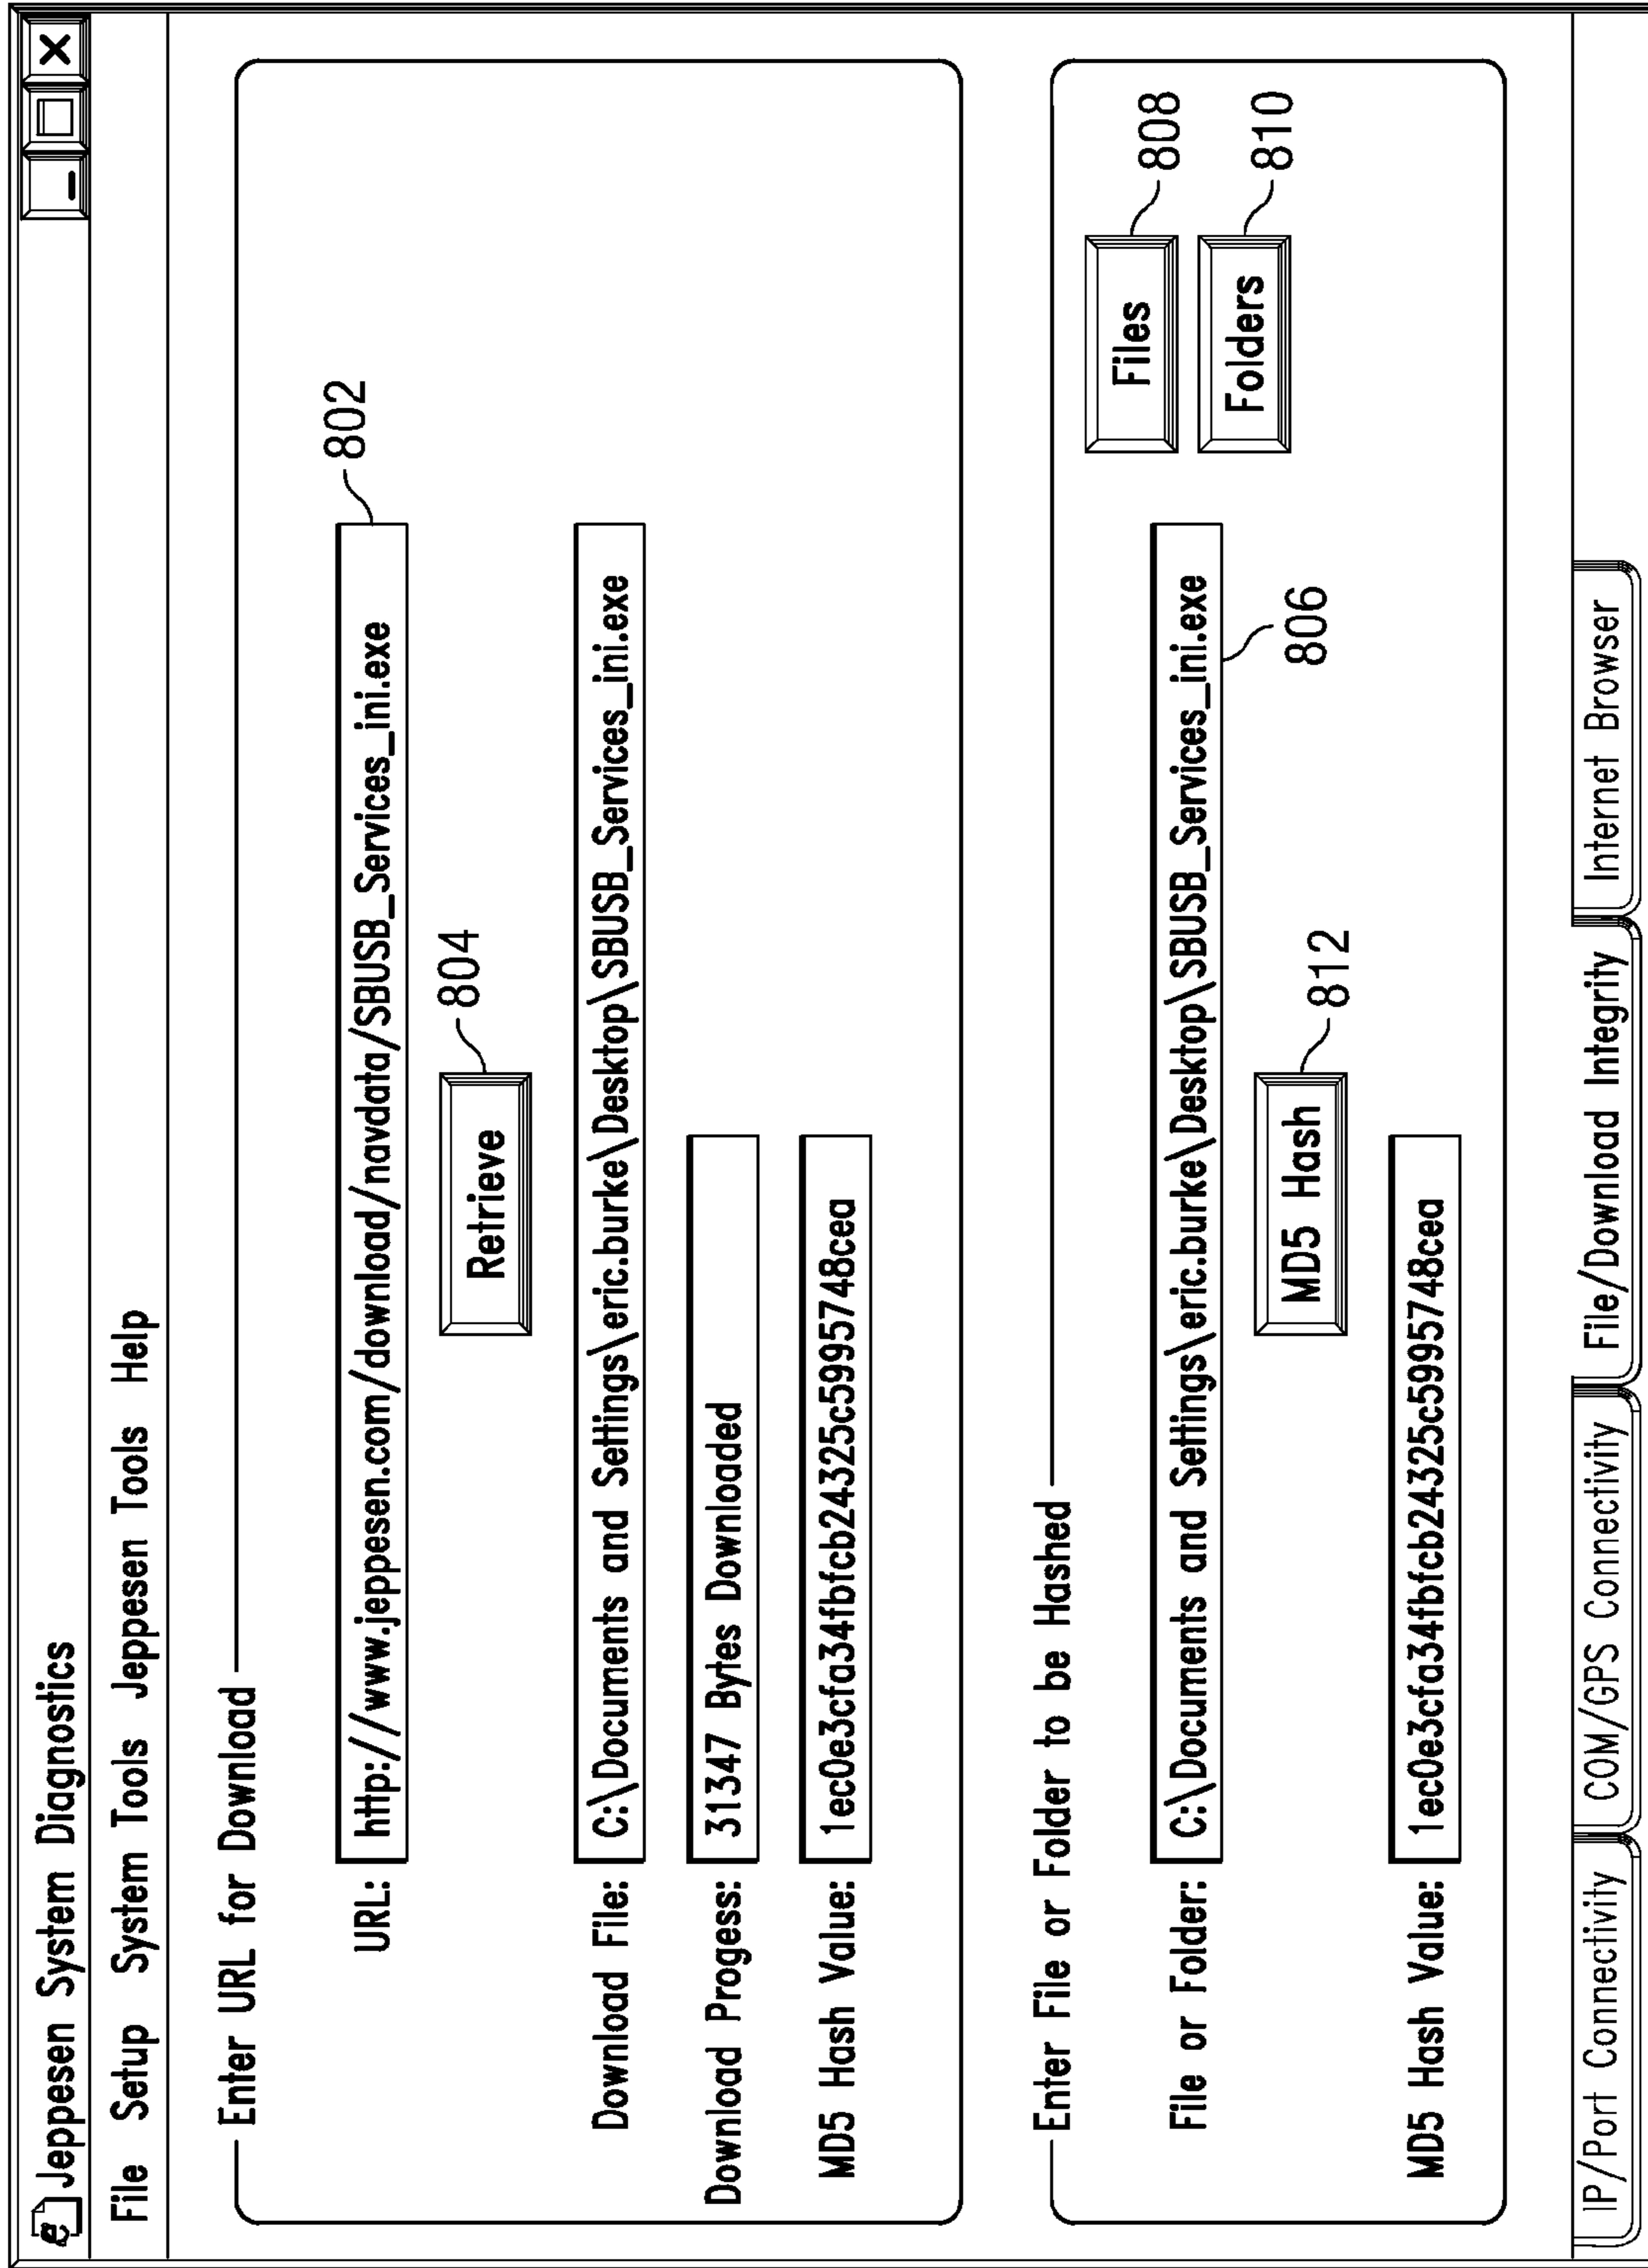 Jeppesen System Diagnostics
File Setup System Tools Jeppesen Tools Help
Enter URL for Download
URL: http://www.jeppesen.com/download/navdata/SBUSB_Services_ini.exe
802
Retrieve
804
Download File: C:\Documents and Settings\eric.burke\Desktop\SBUSB_Services_ini.exe
Download Progess: 31347 Bytes Downloaded
MD5 Hash Value: 1ec0e3cfa34fbfcb24325c5995748cea
Enter File or Folder to be Hashed
Files
808
File or Folder: C:\Documents and Settings\eric.burke\Desktop\SBUSB_Services_ini.exe
Folders
810
806
MD5 Hash
812
MD5 Hash Value: 1ec0e3cfa34fbfcb24325c5995748cea
IP/Port Connectivity COM/GPS Connectivity File/Download Integrity Internet Browser